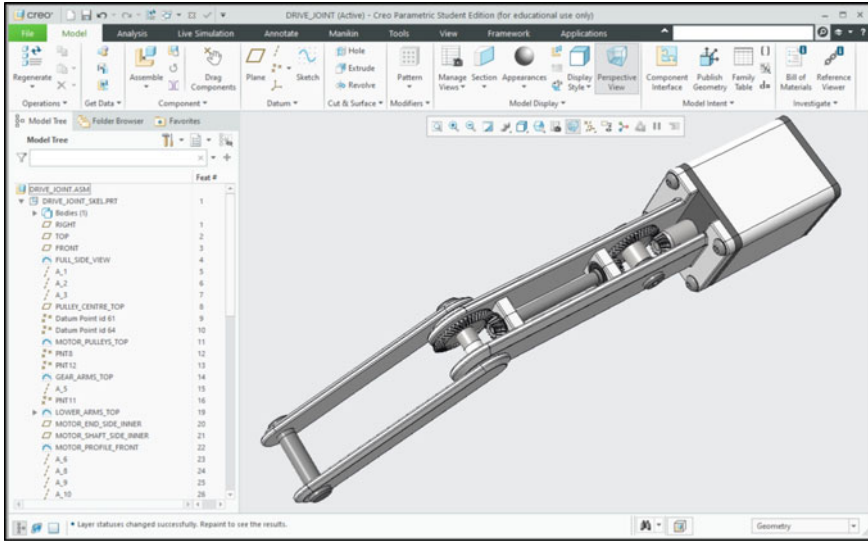 creo
DRIVE_JOINT (Active) - Creo Parametric Student Edition (for educational use only)
File Model Analysis Live Simulation Annotate Manikin Tools View Framework Applications
Regenerate
Assemble
Drag Components
Plane
Sketch
Hole
Extrude
Revolve
Pattern
Manage Views
Section
Appearances
Display Style
Perspective View
Component Interface
Publish Geometry
Family Table
d=
Bill of Materials
Reference Viewer
Operations Get Data Component Datum Cut & Surface Modifiers Model Display Model Intent Investigate
Model Tree Folder Browser Favorites
Model Tree
Feat #
DRIVE_JOINT.ASM
DRIVE_JOINT_SKEL.PRT 1
Bodies (1)
RIGHT 1
TOP 2
FRONT 3
FULL_SIDE_VIEW 4
A_1 5
A_2 6
A_3 7
PULLEY_CENTRE_TOP 8
Datum Point id 61 9
Datum Point id 64 10
MOTOR_PULLEYS_TOP 11
PNT8 12
PNT12 13
GEAR_ARMS_TOP 14
A_5 15
PNT11 16
LOWER_ARMS_TOP 19
MOTOR_END_SIDE_INNER 20
MOTOR_SHAFT_SIDE_INNER 21
MOTOR_PROFILE_FRONT 22
A_6 23
A_8 24
A_9 25
A_10 26
• Layer statuses changed successfully. Repaint to see the results.
Geometry